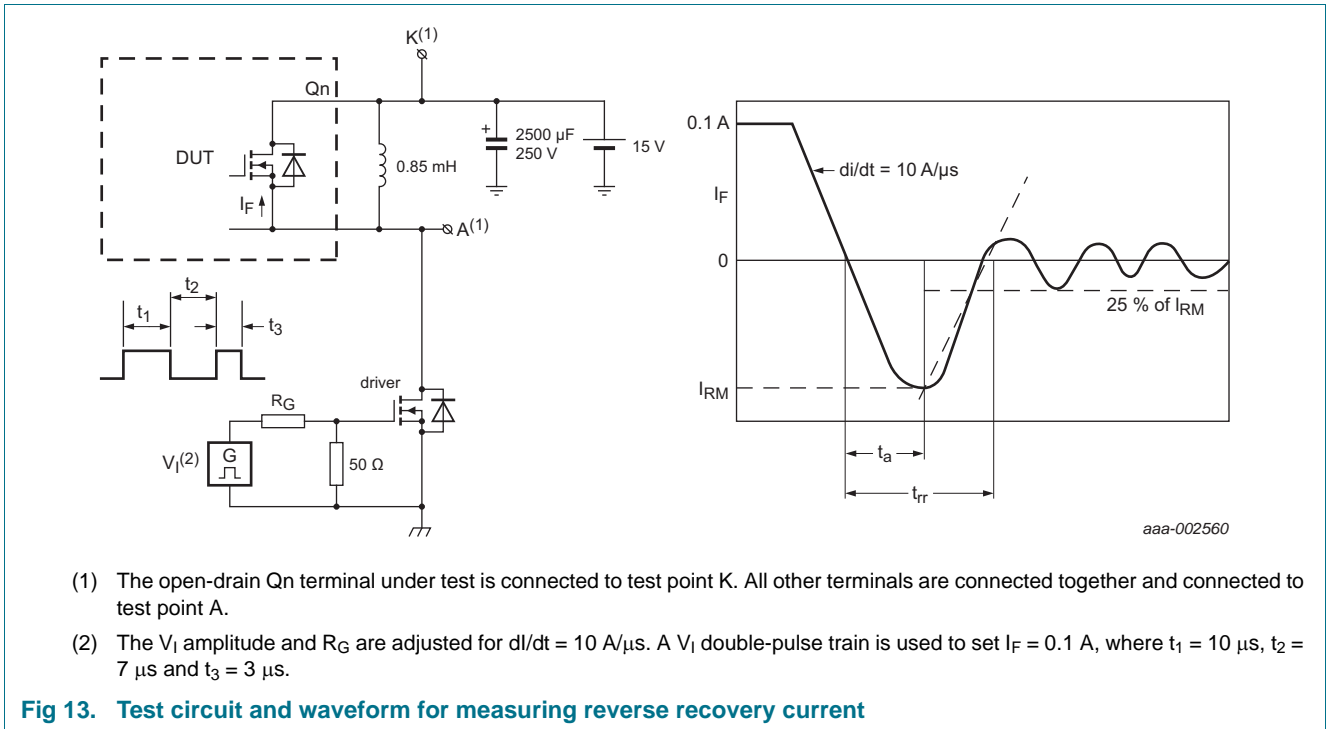 K(1)
Qn
DUT
IF
0.85 mH
+
2500 μF
250 V
15 V
A(1)
t1
t2
t3
driver
RG
VI(2)
G
50 Ω
0.1 A
IF
0
IRM
di/dt = 10 A/μs
25 % of IRM
ta
trr
aaa-002560
(1) The open-drain Qn terminal under test is connected to test point K. All other terminals are connected together and connected to
test point A.
(2) The VI amplitude and RG are adjusted for dI/dt = 10 A/μs. A VI double-pulse train is used to set IF = 0.1 A, where t1 = 10 μs, t2 =
7 μs and t3 = 3 μs.
Fig 13. Test circuit and waveform for measuring reverse recovery current